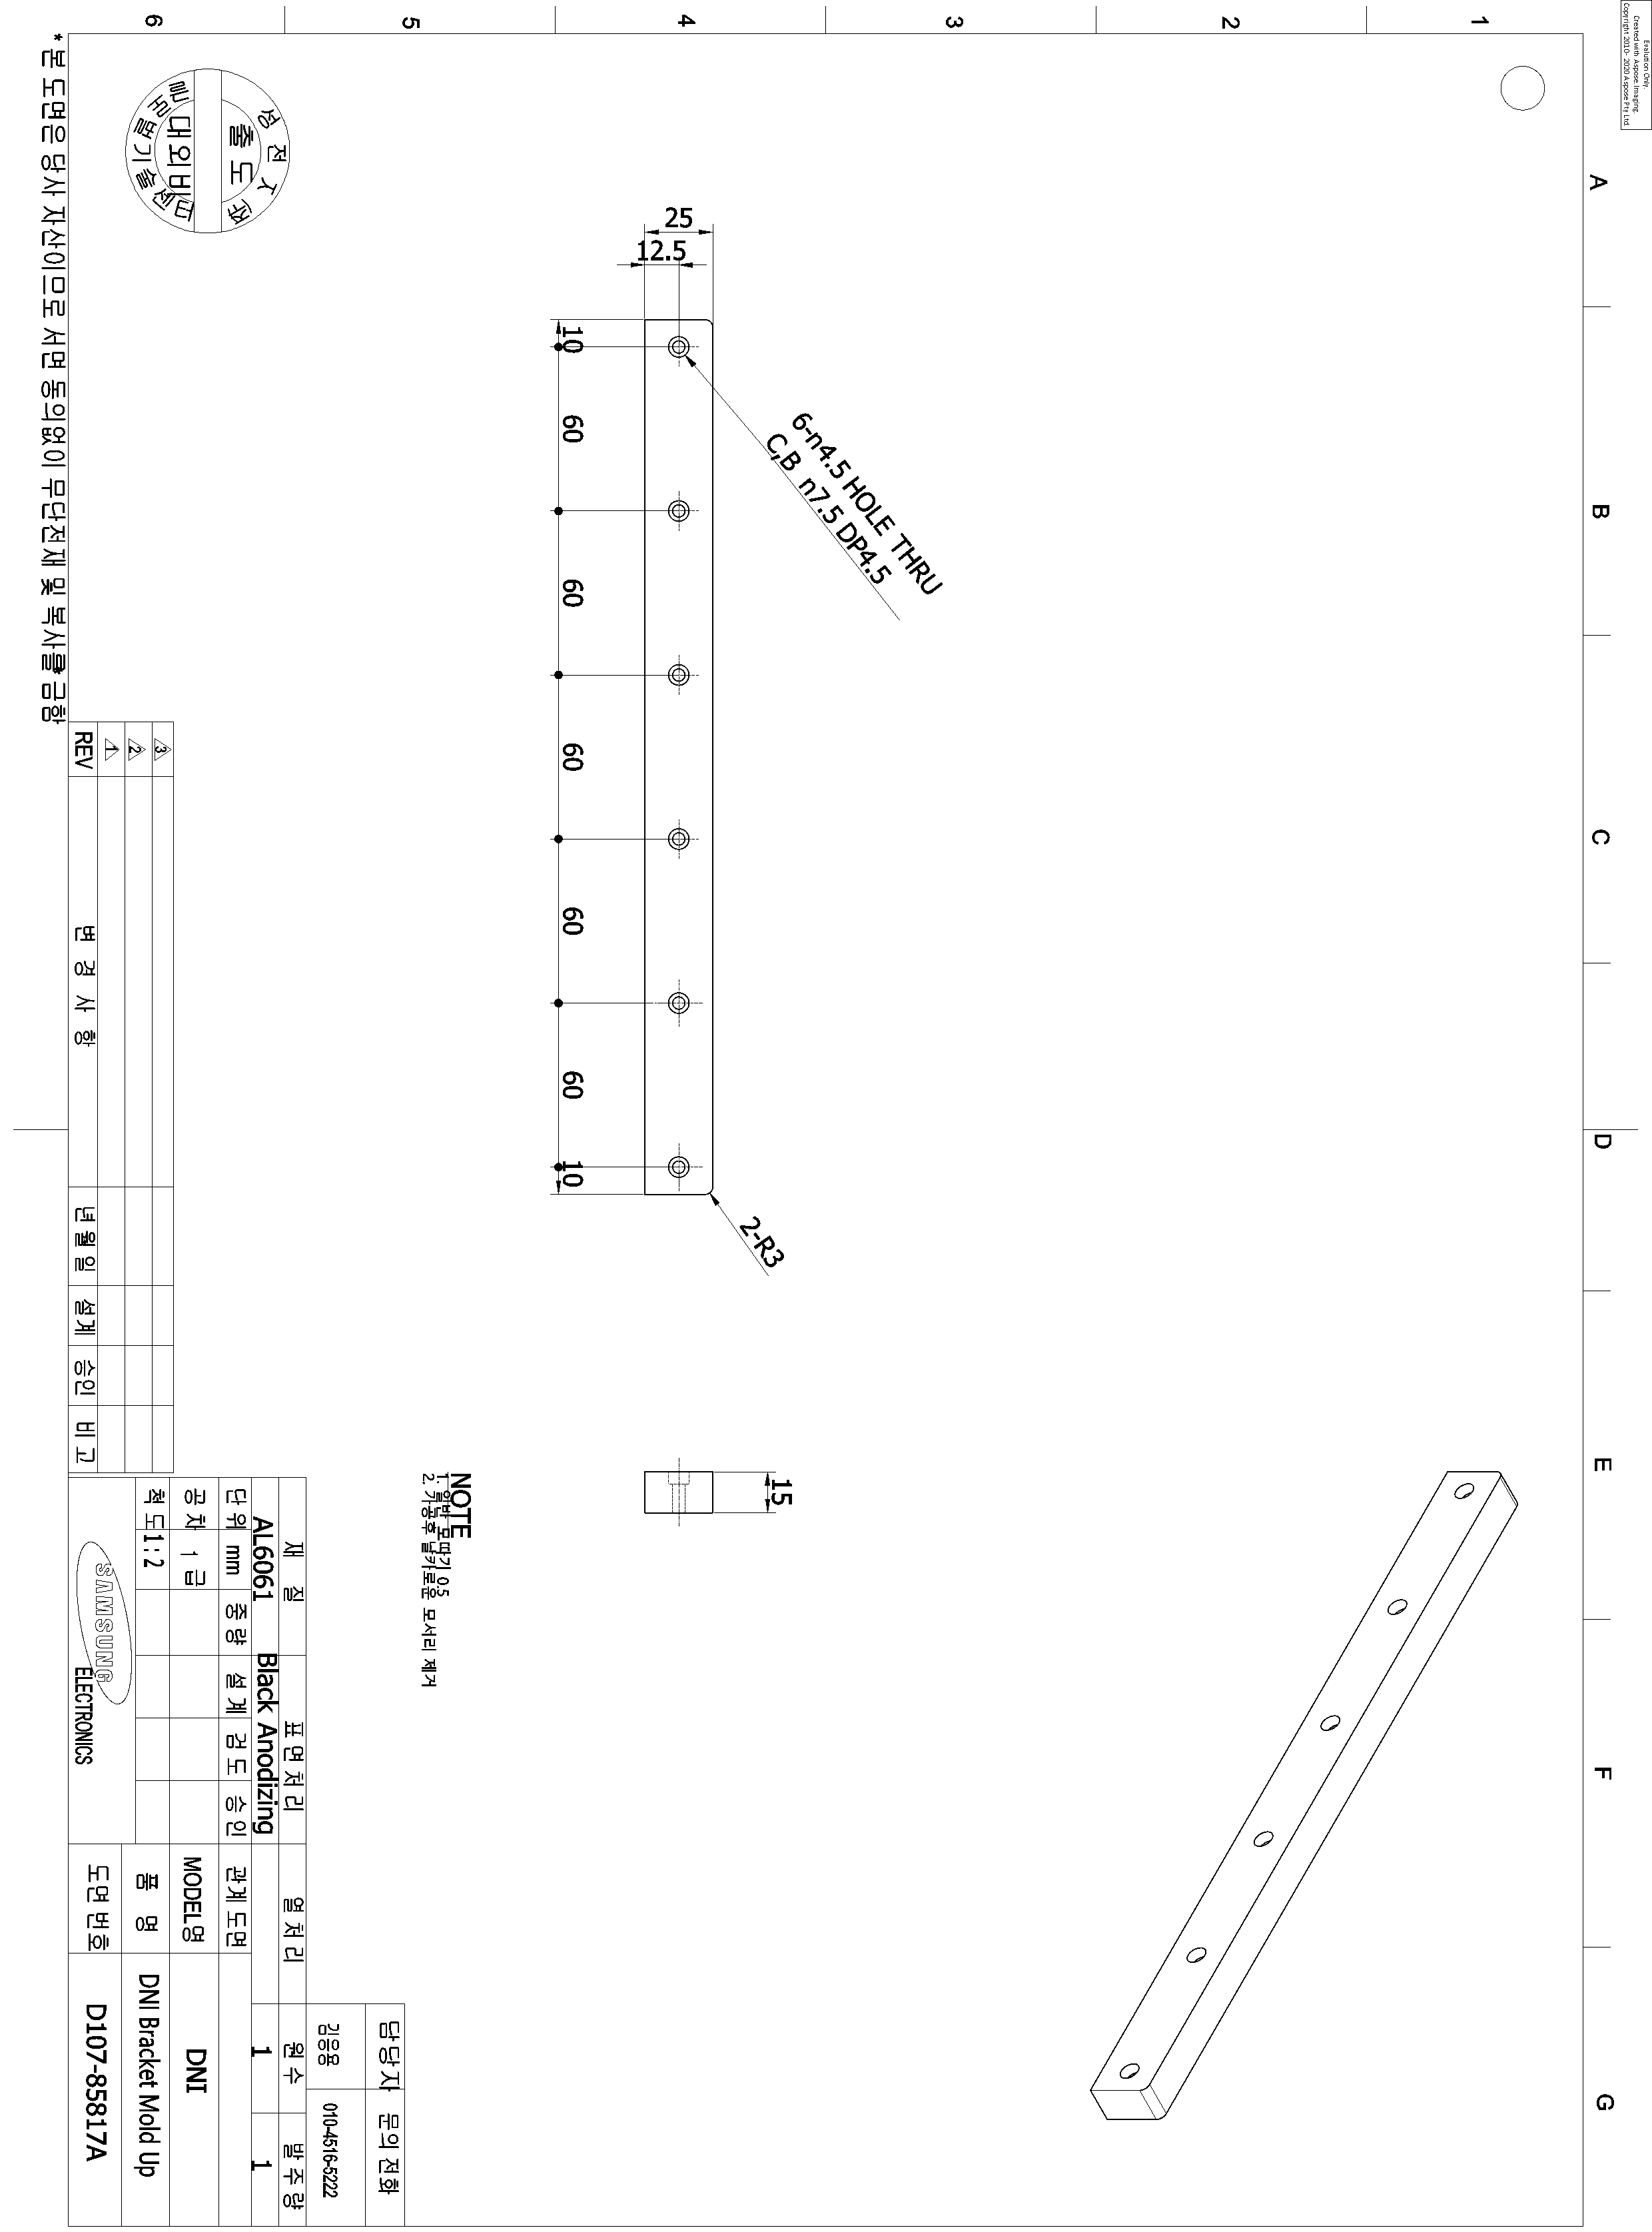 Evalution Only.
Created with Aspose.Imaging.
Copyright 2010- 2020 Aspose Pty Ltd.
1
2
3
4
5
6
A
B
C
D
E
F
G
성 전 자 (주)
출 도
대외비
글로벌기술센터
6-n4.5 HOLE THRU
C,B n7.5 DP4.5
25
12.5
10
60
60
60
60
60
10
2-R3
15
NOTE
1. 일반 모따기 0.5
2. 가공후 날카로운 모서리 제거
담당자
문의 전화
김응용
010-4516-5222
재 질
표면처리
열처리
원 수
발주량
AL6061
Black Anodizing
1
1
단위
mm
중량
설계
검도
승인
관계도면
공차
1 급
MODEL명
DNI
척도
1:2
품 명
DNI Bracket Mold Up
SAMSUNG
ELECTRONICS
도면번호
D107-85817A
3
2
1
REV
변 경 사 항
년월일
설계
승인
비고
* 본 도면은 당사 자산이므로 서면 동의없이 무단전재 및 복사를 금함